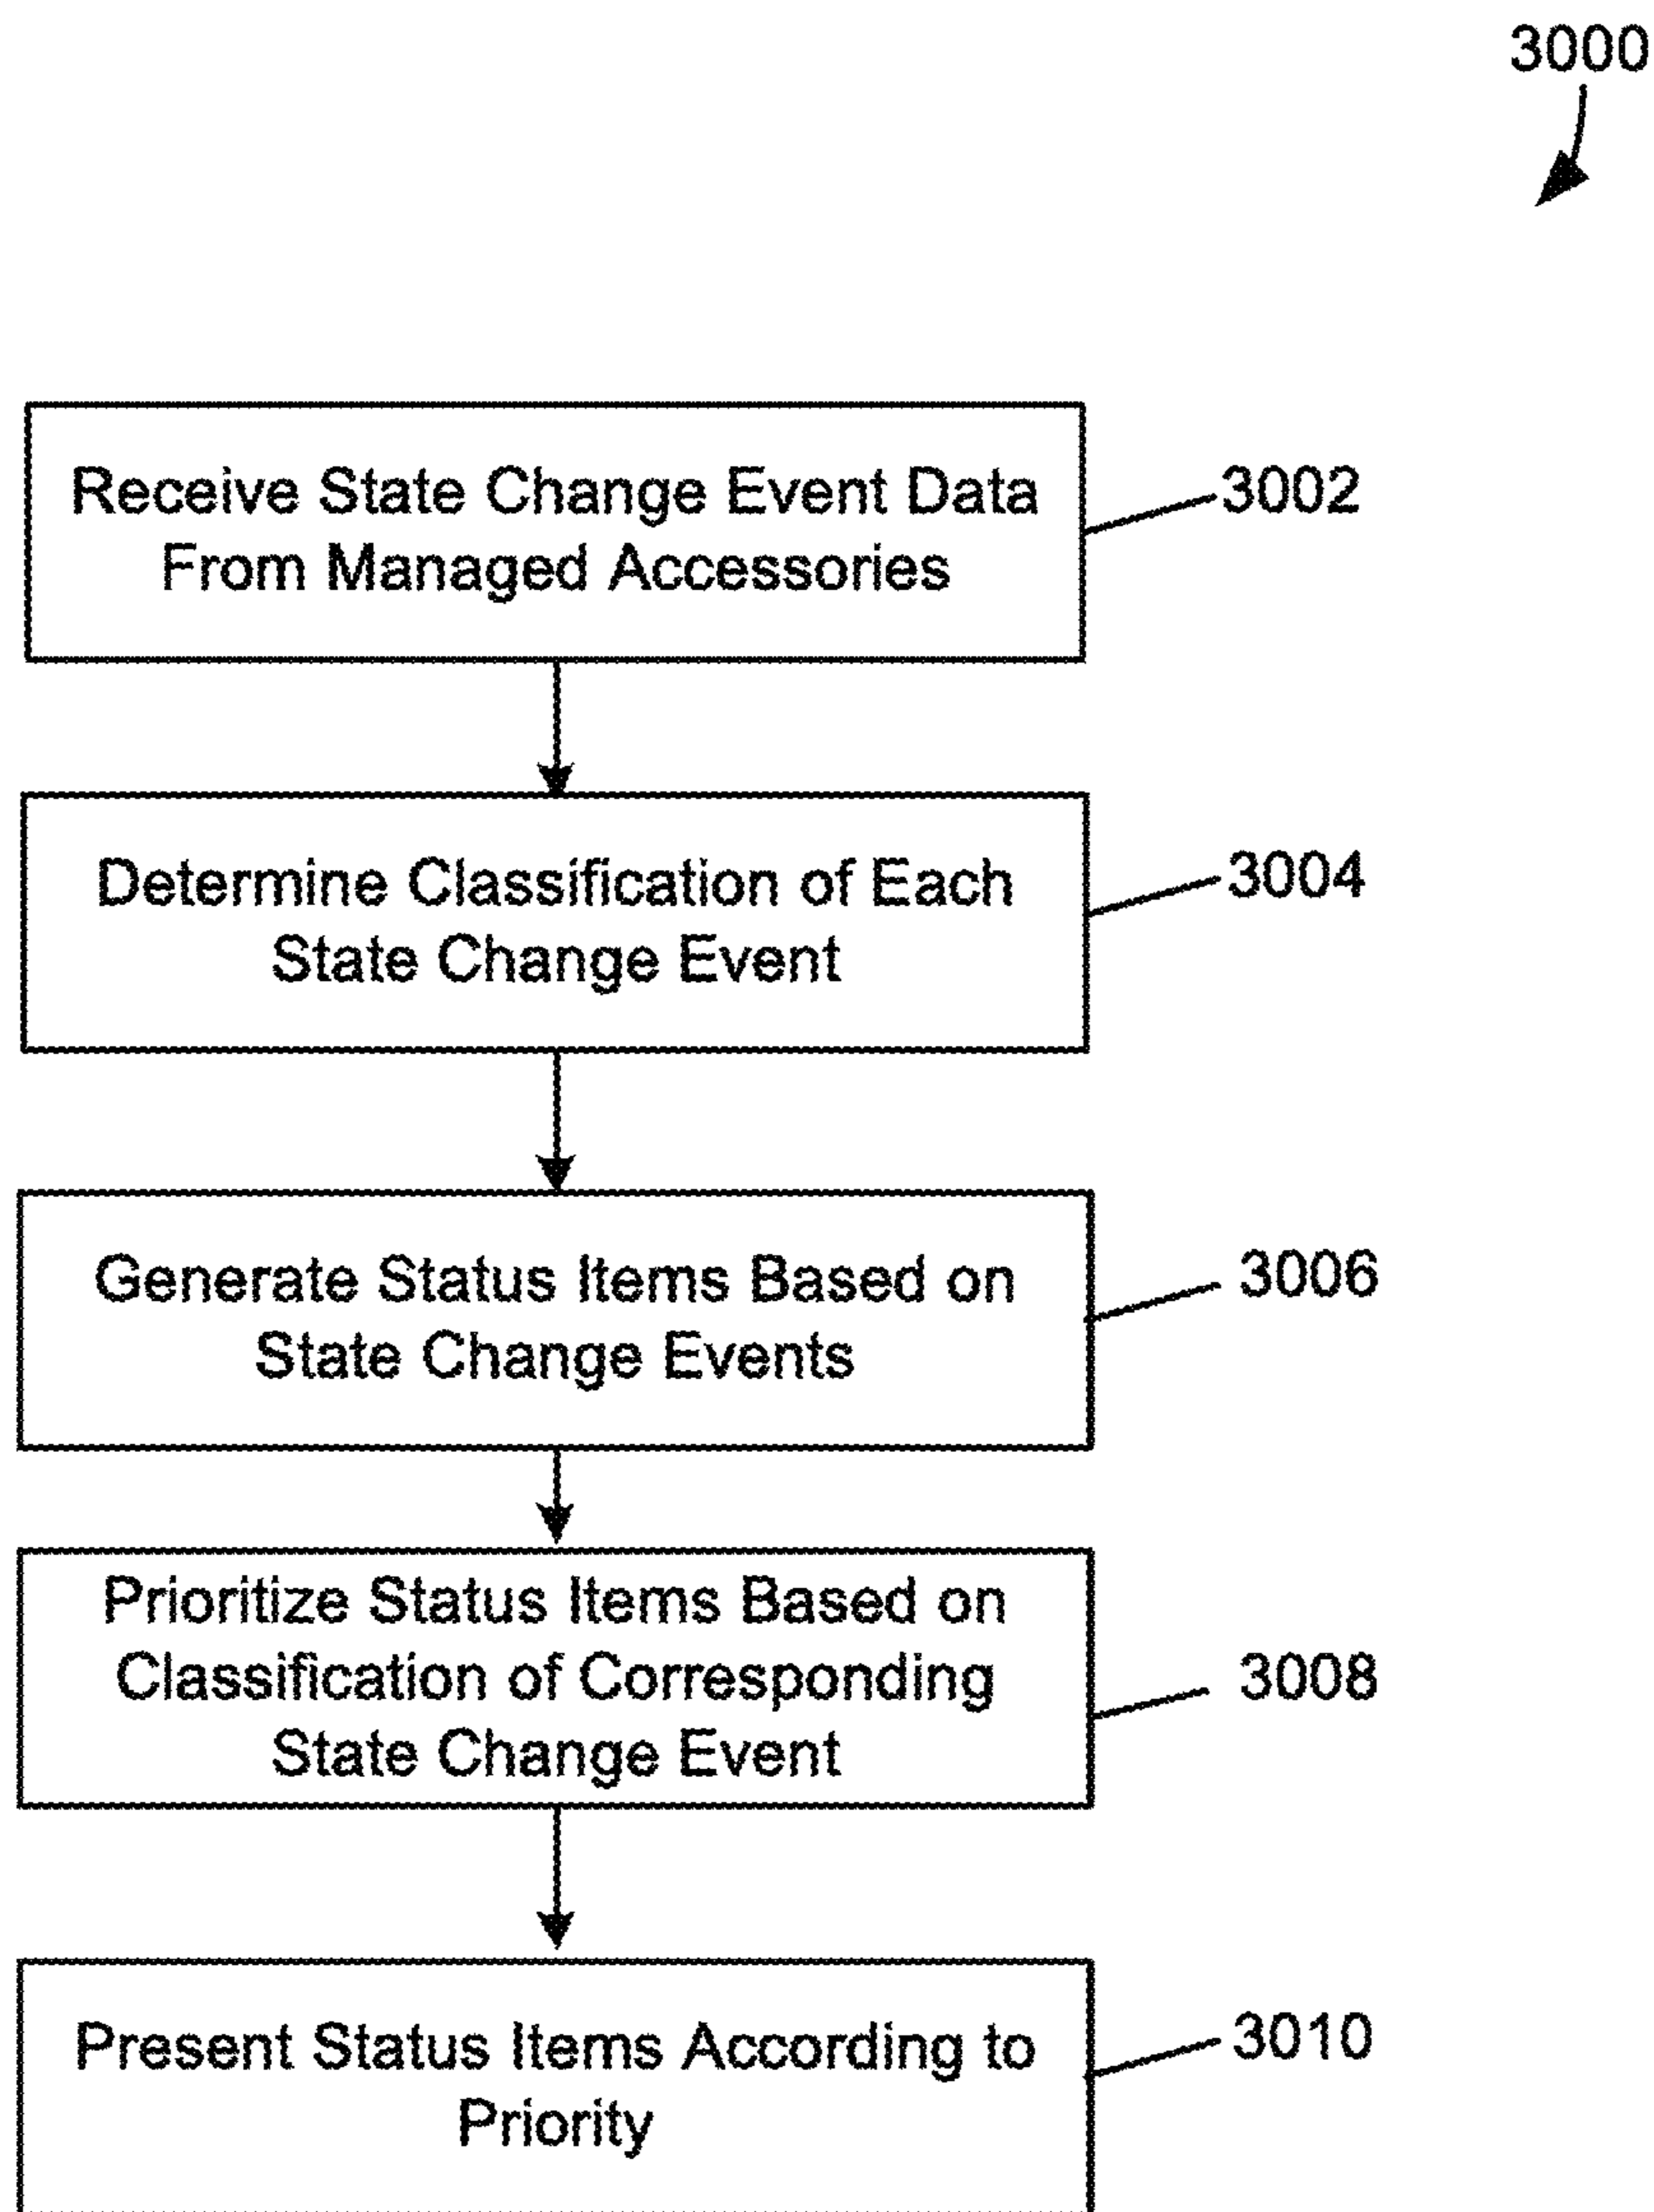 3000
Receive State Change Event Data
From Managed Accessories
3002
Determine Classification of Each
State Change Event
3004
Generate Status Items Based on
State Change Events
3006
Prioritize Status Items Based on
Classification of Corresponding
State Change Event
3008
Present Status Items According to
Priority
3010